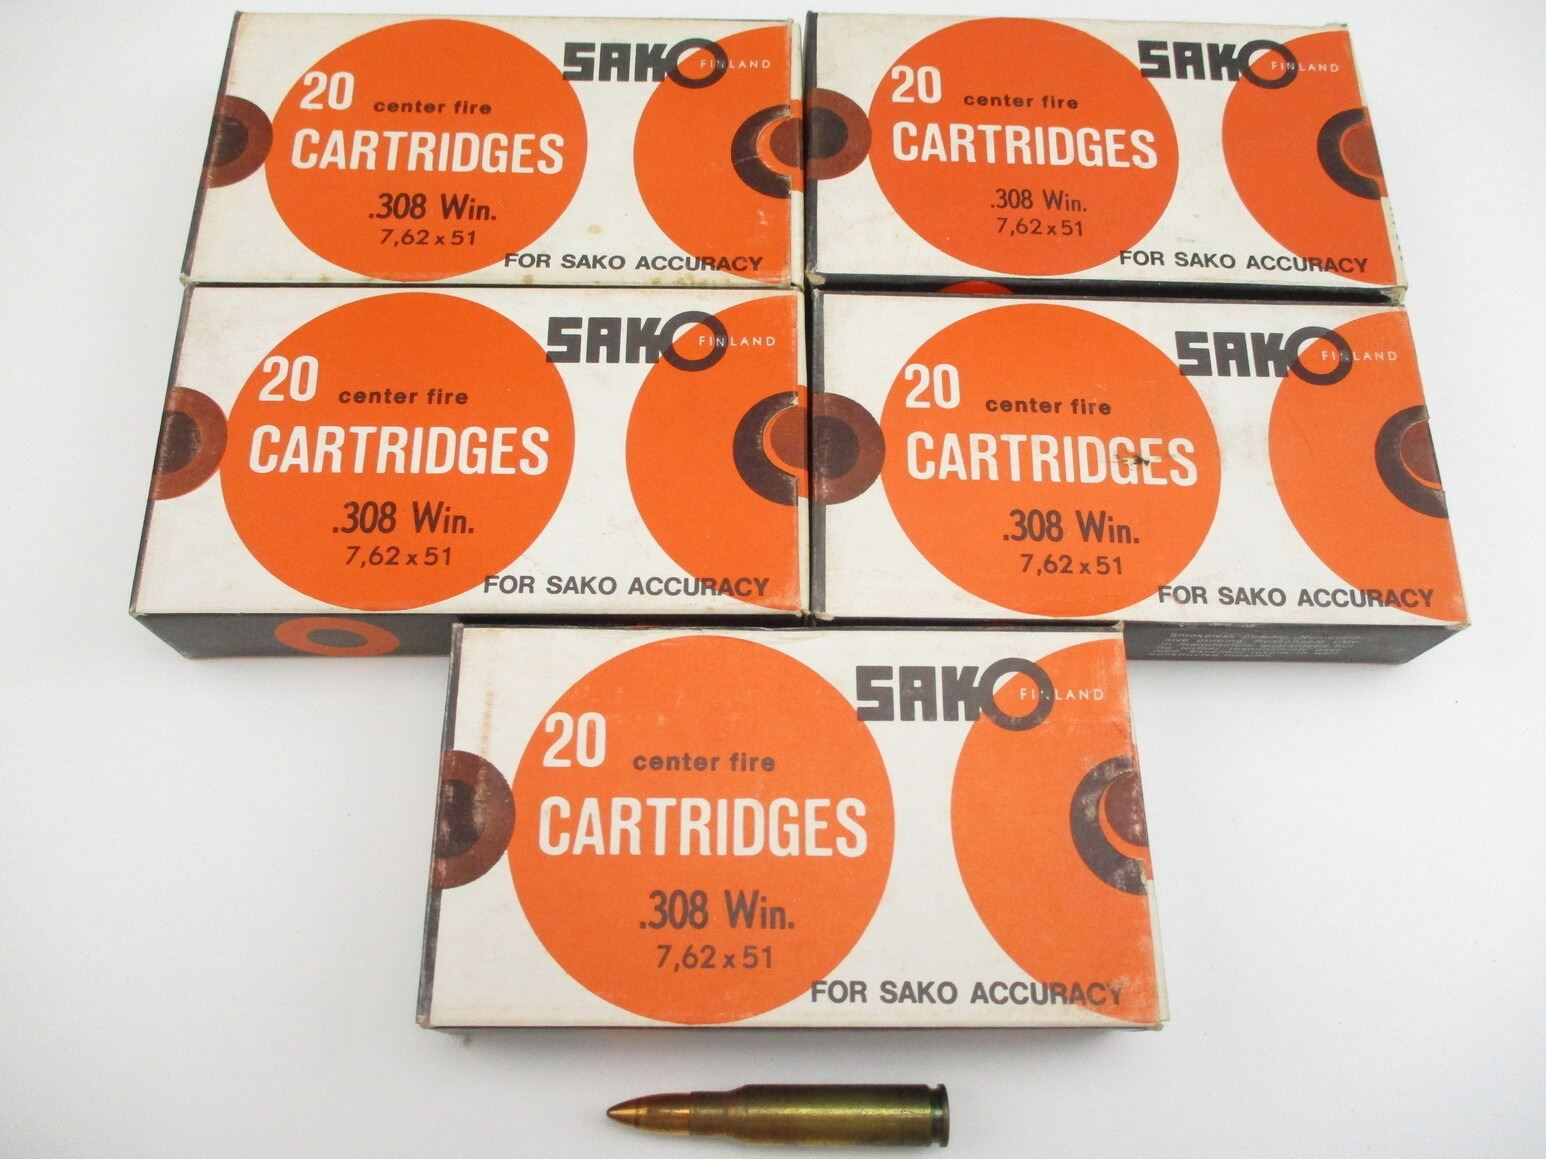 SAKO FINLAND
20 center fire
CARTRIDGES
.308 Win.
7,62 x 51
FOR SAKO ACCURACY
SAKO FINLAND
20 center fire
CARTRIDGES
.308 Win.
7,62 x 51
FOR SAKO ACCURACY
SAKO FINLAND
20 center fire
CARTRIDGES
.308 Win.
7,62 x 51
FOR SAKO ACCURACY
SAKO FINLAND
20 center fire
CARTRIDGES
.308 Win.
7,62 x 51
FOR SAKO ACCURACY
SAKO FINLAND
20 center fire
CARTRIDGES
.308 Win.
7,62 x 51
FOR SAKO ACCURACY